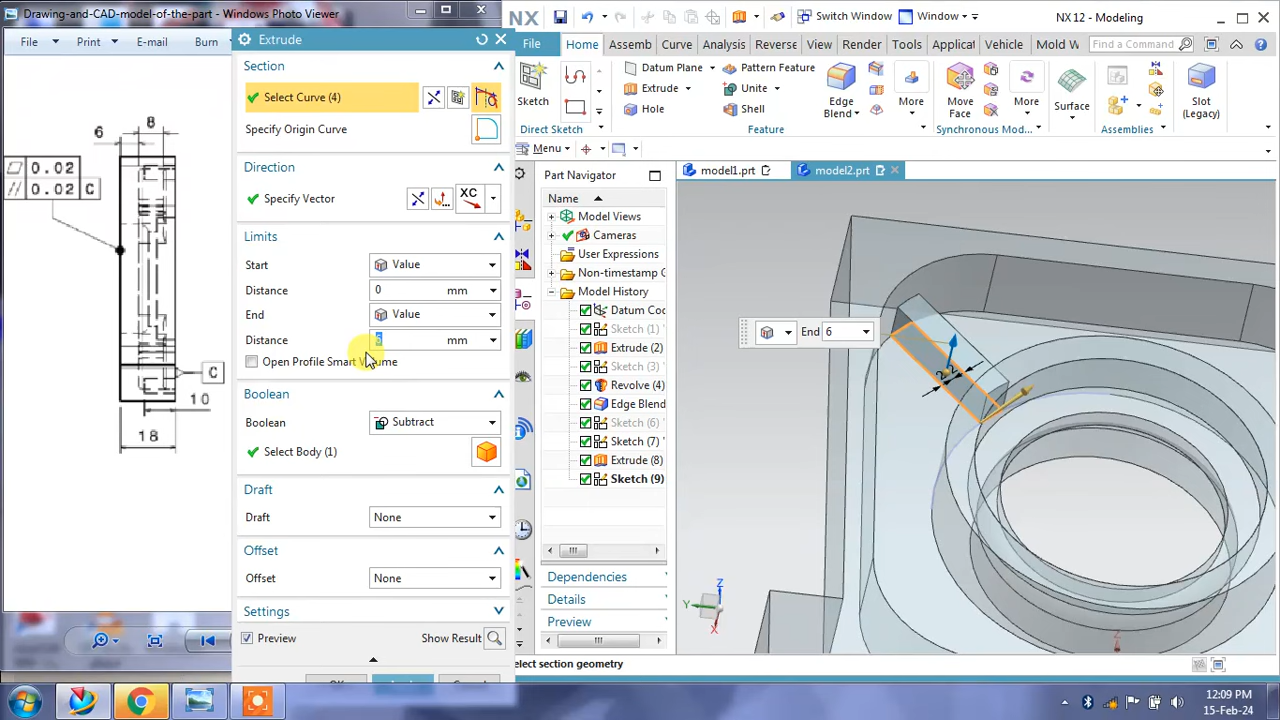 Drawing-and-CAD-model-of-the-part - Windows Photo Viewer
File
Print
E-mail
Burn
6
8
0.02
// 0.02 C
C
10
18
Extrude
Section
Select Curve (4)
Specify Origin Curve
Direction
Specify Vector
XC
Limits
Start
Value
Distance
0
mm
End
Value
Distance
mm
Open Profile Smart Volume
Boolean
Boolean
Subtract
Select Body (1)
Draft
Draft
None
Offset
Offset
None
Settings
Preview
Show Result
NX
Switch Window
Window
NX 12 - Modeling
File
Home
Assemb
Curve
Analysis
Reverse
View
Render
Tools
Applicat
Vehicle
Mold W
Find a Command
Sketch
Direct Sketch
Datum Plane
Extrude
Hole
Pattern Feature
Unite
Shell
Edge
Blend
More
Feature
Move
Face
More
Synchronous Mod...
Surface
Assemblies
Slot
(Legacy)
Menu
Part Navigator
Name
Model Views
Cameras
User Expressions
Non-timestamp G
Model History
Datum Coo
Sketch (1)
Extrude (2)
Sketch (3)
Revolve (4)
Edge Blend
Sketch (6)
Sketch (7)
Extrude (8)
Sketch (9)
Dependencies
Details
Preview
model1.prt
model2.prt
End 6
Z
Y
X
elect section geometry
12:09 PM
15-Feb-24